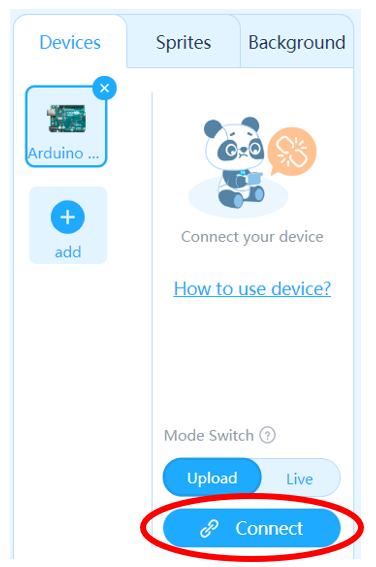 Devices
Sprites
Background
Arduino ...
add
Connect your device
How to use device?
Mode Switch ?
Upload
Live
Connect